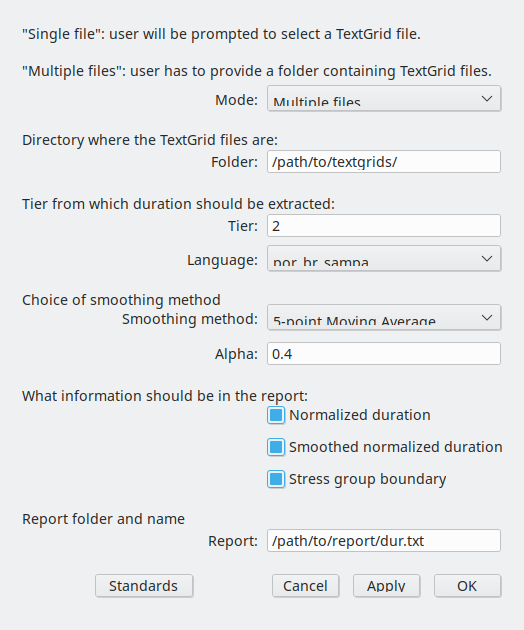 "Single file": user will be prompted to select a TextGrid file.
"Multiple files": user has to provide a folder containing TextGrid files.
Mode: Multiple files
Directory where the TextGrid files are:
Folder: /path/to/textgrids/
Tier from which duration should be extracted:
Tier: 2
Language: por_br_sampa
Choice of smoothing method
Smoothing method: 5-point Moving Average
Alpha: 0.4
What information should be in the report:
Normalized duration
Smoothed normalized duration
Stress group boundary
Report folder and name
Report: /path/to/report/dur.txt
Standards Cancel Apply OK